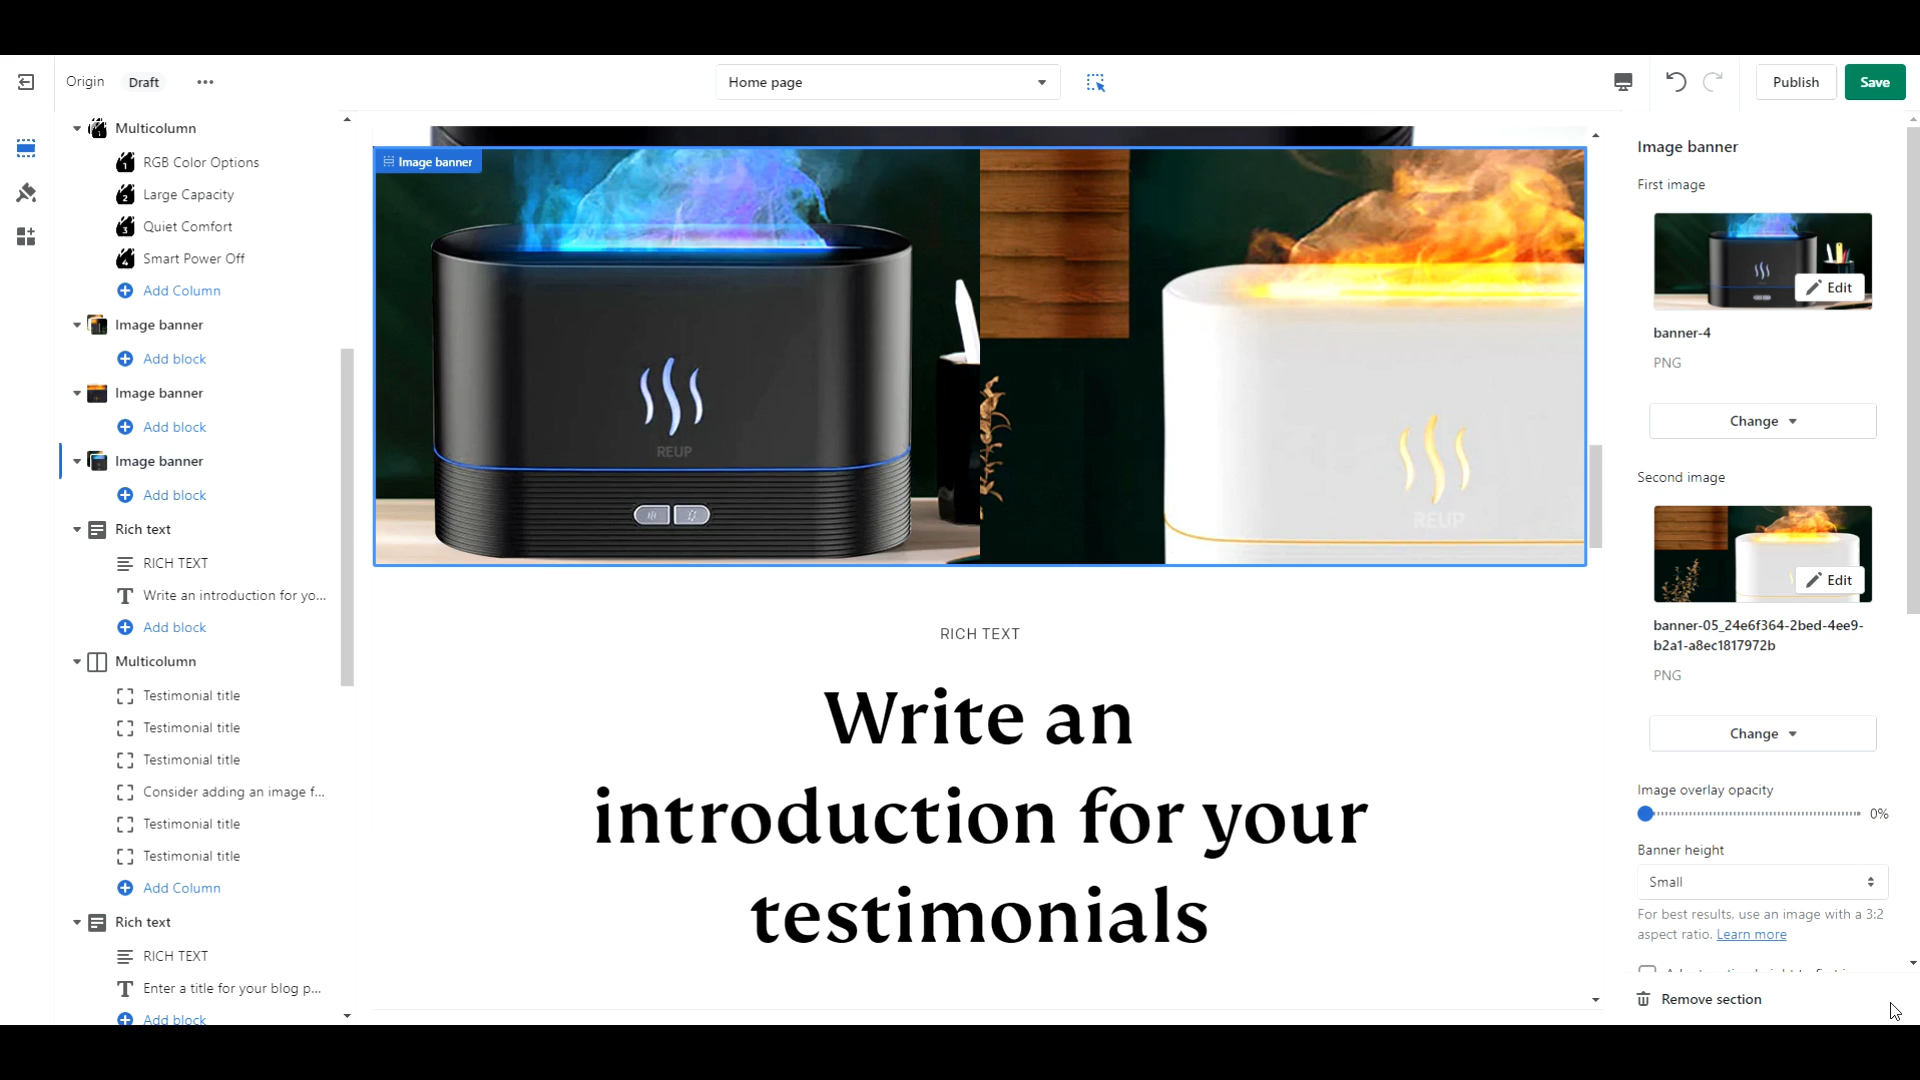 Origin
Draft
Home page
Publish
Save
Multicolumn
RGB Color Options
Large Capacity
Quiet Comfort
Smart Power Off
Add Column
Image banner
Add block
Image banner
Add block
Image banner
Add block
Rich text
RICH TEXT
Write an introduction for yo...
Add block
Multicolumn
Testimonial title
Testimonial title
Testimonial title
Consider adding an image f...
Testimonial title
Testimonial title
Add Column
Rich text
RICH TEXT
Enter a title for your blog p...
Add block
Image banner
REUP
REUP
RICH TEXT
Write an
introduction for your
testimonials
Image banner
First image
Edit
banner-4
PNG
Change
Second image
Edit
banner-05_24e6f364-2bed-4ee9-
b2a1-a8ec1817972b
PNG
Change
Image overlay opacity
0%
Banner height
Small
For best results, use an image with a 3:2
aspect ratio. Learn more
Remove section